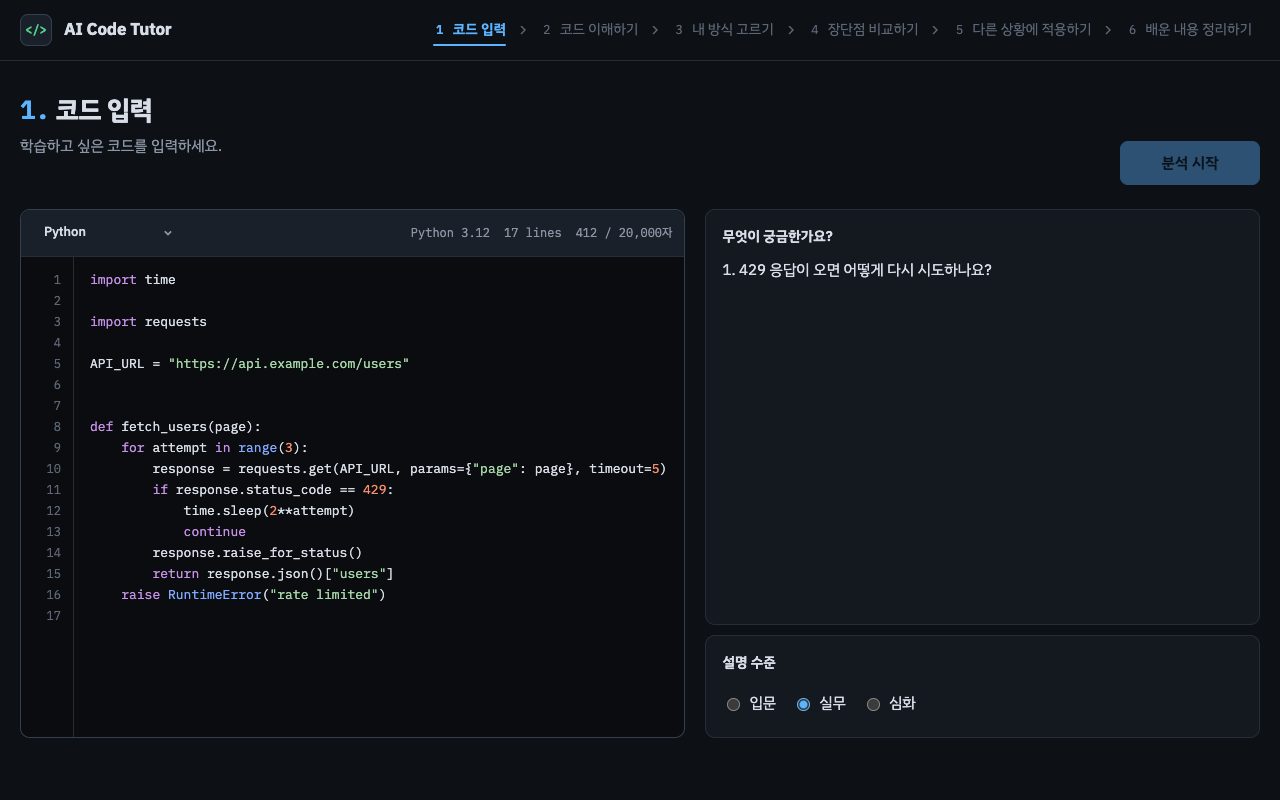 </> AI Code Tutor
1 코드 입력 > 2 코드 이해하기 > 3 내 방식 고르기 > 4 장단점 비교하기 > 5 다른 상황에 적용하기 > 6 배운 내용 정리하기
1. 코드 입력
학습하고 싶은 코드를 입력하세요.
분석 시작
Python
Python 3.12 17 lines 412 / 20,000자
1 import time
2
3 import requests
4
5 API_URL = "https://api.example.com/users"
6
7
8 def fetch_users(page):
9     for attempt in range(3):
10         response = requests.get(API_URL, params={"page": page}, timeout=5)
11         if response.status_code == 429:
12             time.sleep(2**attempt)
13             continue
14         response.raise_for_status()
15         return response.json()["users"]
16     raise RuntimeError("rate limited")
17
무엇이 궁금한가요?
1. 429 응답이 오면 어떻게 다시 시도하나요?
설명 수준
입문 실무 심화